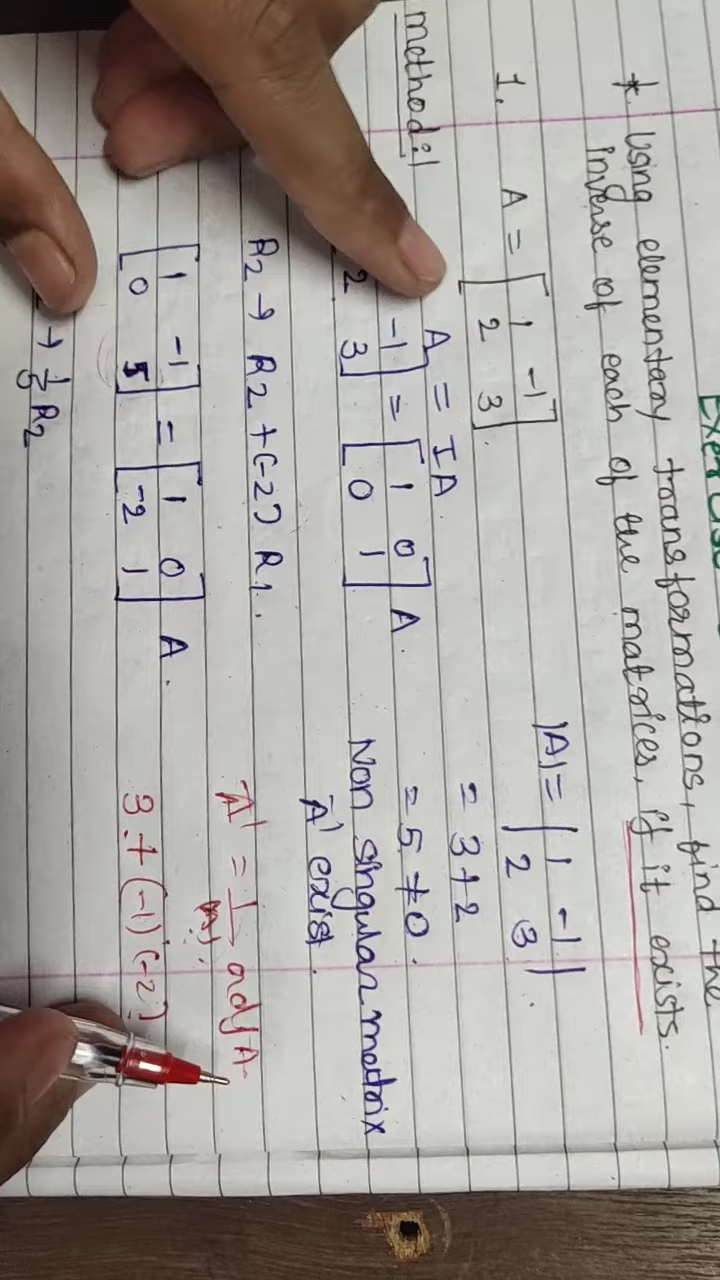 * Using elementary transformations, find the
inverse of each of the matrices, if it exists.
1. A = [1 -1
2 3].
|A| = |1 -1
2 3|
= 3+2
= 5 ≠ 0.
Non singular matrix
A⁻¹ exist.
method:1
A = IA
-1
2 3] = [1 0
0 1] A.
R2 → R2 + (-2) R1.
[1 -1
0 5] = [1 0
-2 1] A.
→ 1/5 R2
A⁻¹ = 1/|A| adj A
3 + (-1)(-2)